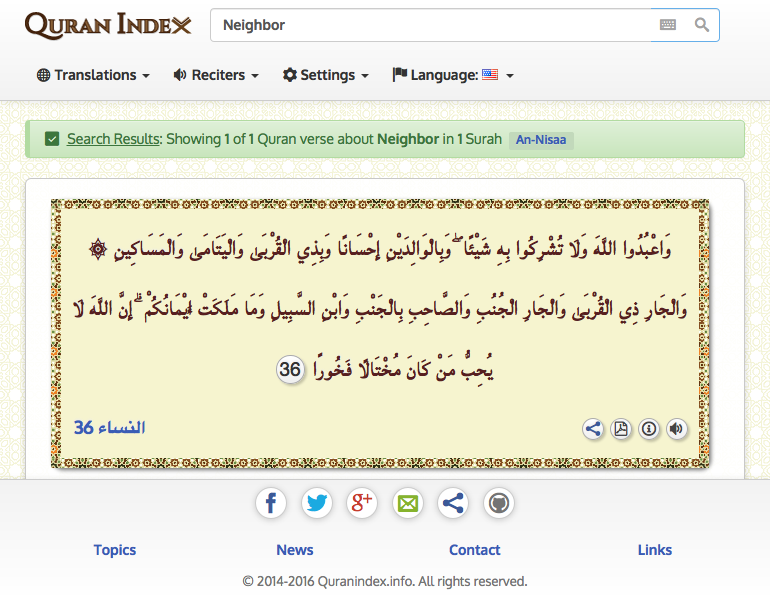 QURAN INDEX
Neighbor
Translations Reciters Settings Language:
Search Results: Showing 1 of 1 Quran verse about Neighbor in 1 Surah An-Nisaa
وَاعْبُدُوا اللَّهَ وَلَا تُشْرِكُوا بِهِ شَيْئًا ۖ وَبِالْوَالِدَيْنِ إِحْسَانًا وَبِذِي الْقُرْبَىٰ وَالْيَتَامَىٰ وَالْمَسَاكِينِ ۞
وَالْجَارِ ذِي الْقُرْبَىٰ وَالْجَارِ الْجُنُبِ وَالصَّاحِبِ بِالْجَنْبِ وَابْنِ السَّبِيلِ وَمَا مَلَكَتْ أَيْمَانُكُمْ ۗ إِنَّ اللَّهَ لَا
يُحِبُّ مَنْ كَانَ مُخْتَالًا فَخُورًا 36
النساء 36
Topics News Contact Links
© 2014-2016 Quranindex.info. All rights reserved.